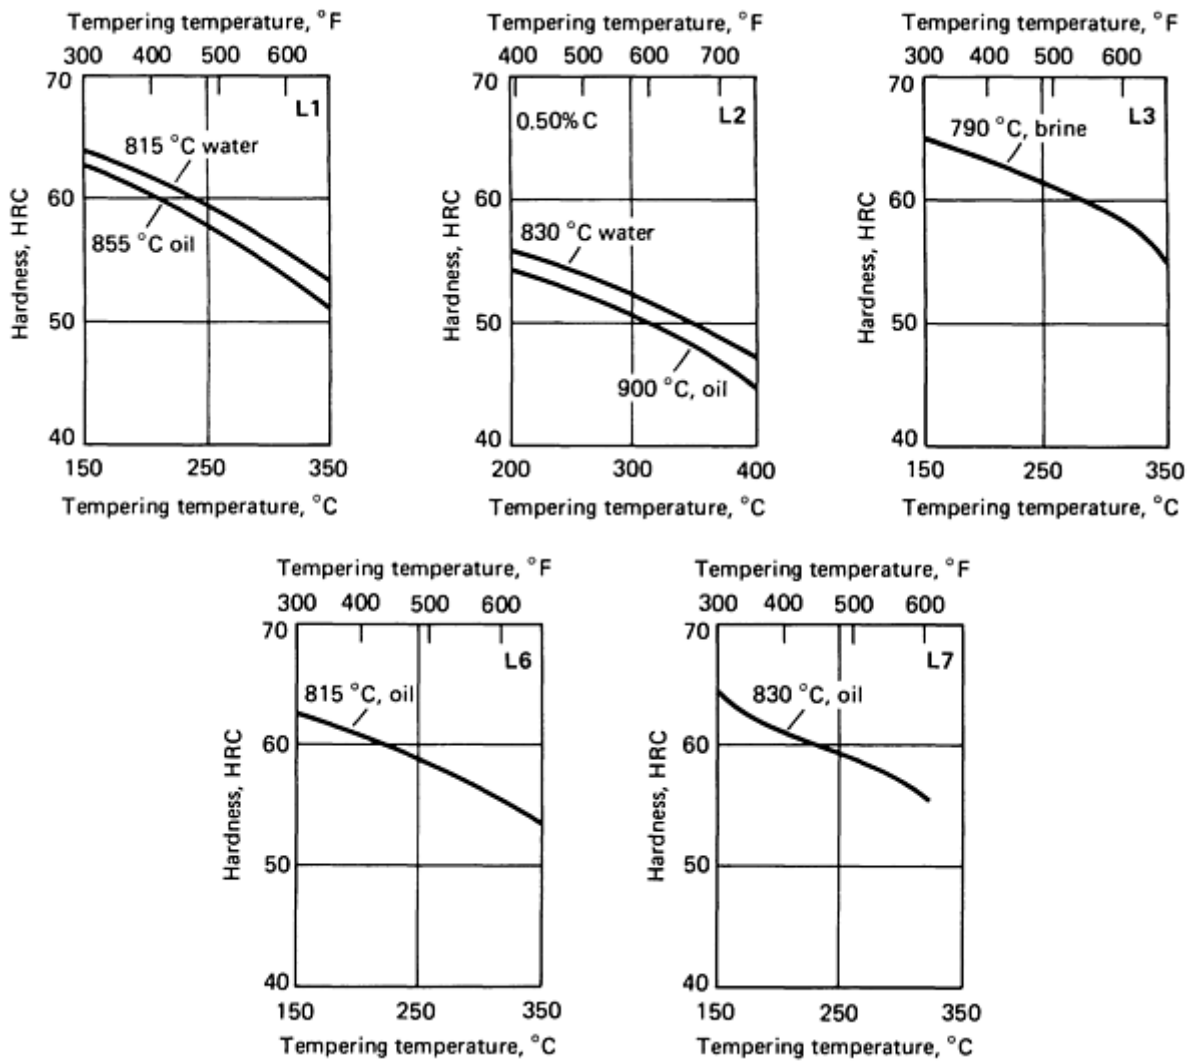 Tempering temperature, °F
300 400 500 600
70
L1
815 °C water
60
855 °C oil
Hardness, HRC
50
40
150 250 350
Tempering temperature, °C
Tempering temperature, °F
400 500 600 700
70
0.50% C L2
60
830 °C water
Hardness, HRC
50
900 °C, oil
40
200 300 400
Tempering temperature, °C
Tempering temperature, °F
300 400 500 600
70
L3
790 °C, brine
60
Hardness, HRC
50
40
150 250 350
Tempering temperature, °C
Tempering temperature, °F
300 400 500 600
70
L6
815 °C, oil
60
Hardness, HRC
50
40
150 250 350
Tempering temperature, °C
Tempering temperature, °F
300 400 500 600
70
L7
830 °C, oil
60
Hardness, HRC
50
40
150 250 350
Tempering temperature, °C